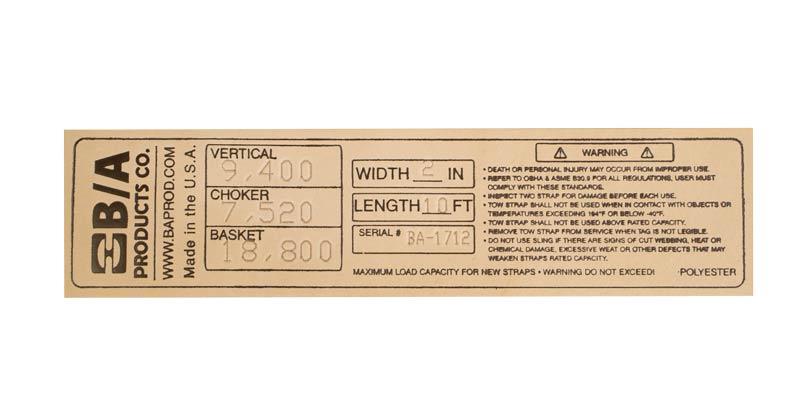 B/A
PRODUCTS CO.
WWW.BAPROD.COM
Made in the U.S.A.
VERTICAL
9,400
CHOKER
7,520
BASKET
18,800
WIDTH 2 IN
LENGTH 10 FT
SERIAL # BA-1712
WARNING
• DEATH OR PERSONAL INJURY MAY OCCUR FROM IMPROPER USE.
• REFER TO OSHA & ASME B30.9 FOR ALL REGULATIONS, USER MUST
COMPLY WITH THESE STANDARDS.
• INSPECT TWO STRAP FOR DAMAGE BEFORE EACH USE.
• TOW STRAP SHALL NOT BE USED WHEN IN CONTACT WITH OBJECTS OR
TEMPERATURES EXCEEDING 194°F OR BELOW -40°F.
• TOW STRAP SHALL NOT BE USED ABOVE RATED CAPACITY.
• REMOVE TOW STRAP FROM SERVICE WHEN TAG IS NOT LEGIBLE.
• DO NOT USE SLING IF THERE ARE SIGNS OF CUT WEBBING, HEAT OR
CHEMICAL DAMAGE, EXCESSIVE WEAT OR OTHER DEFECTS THAT MAY
WEAKEN STRAPS RATED CAPACITY.
MAXIMUM LOAD CAPACITY FOR NEW STRAPS • WARNING DO NOT EXCEED!
POLYESTER